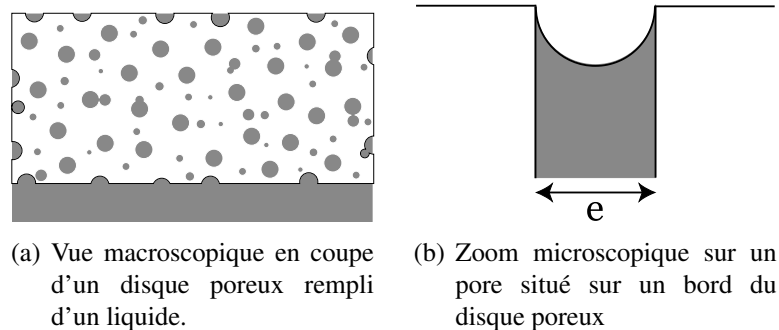 e
(a) Vue macroscopique en coupe
d'un disque poreux rempli
d'un liquide.
(b) Zoom microscopique sur un
pore situé sur un bord du
disque poreux